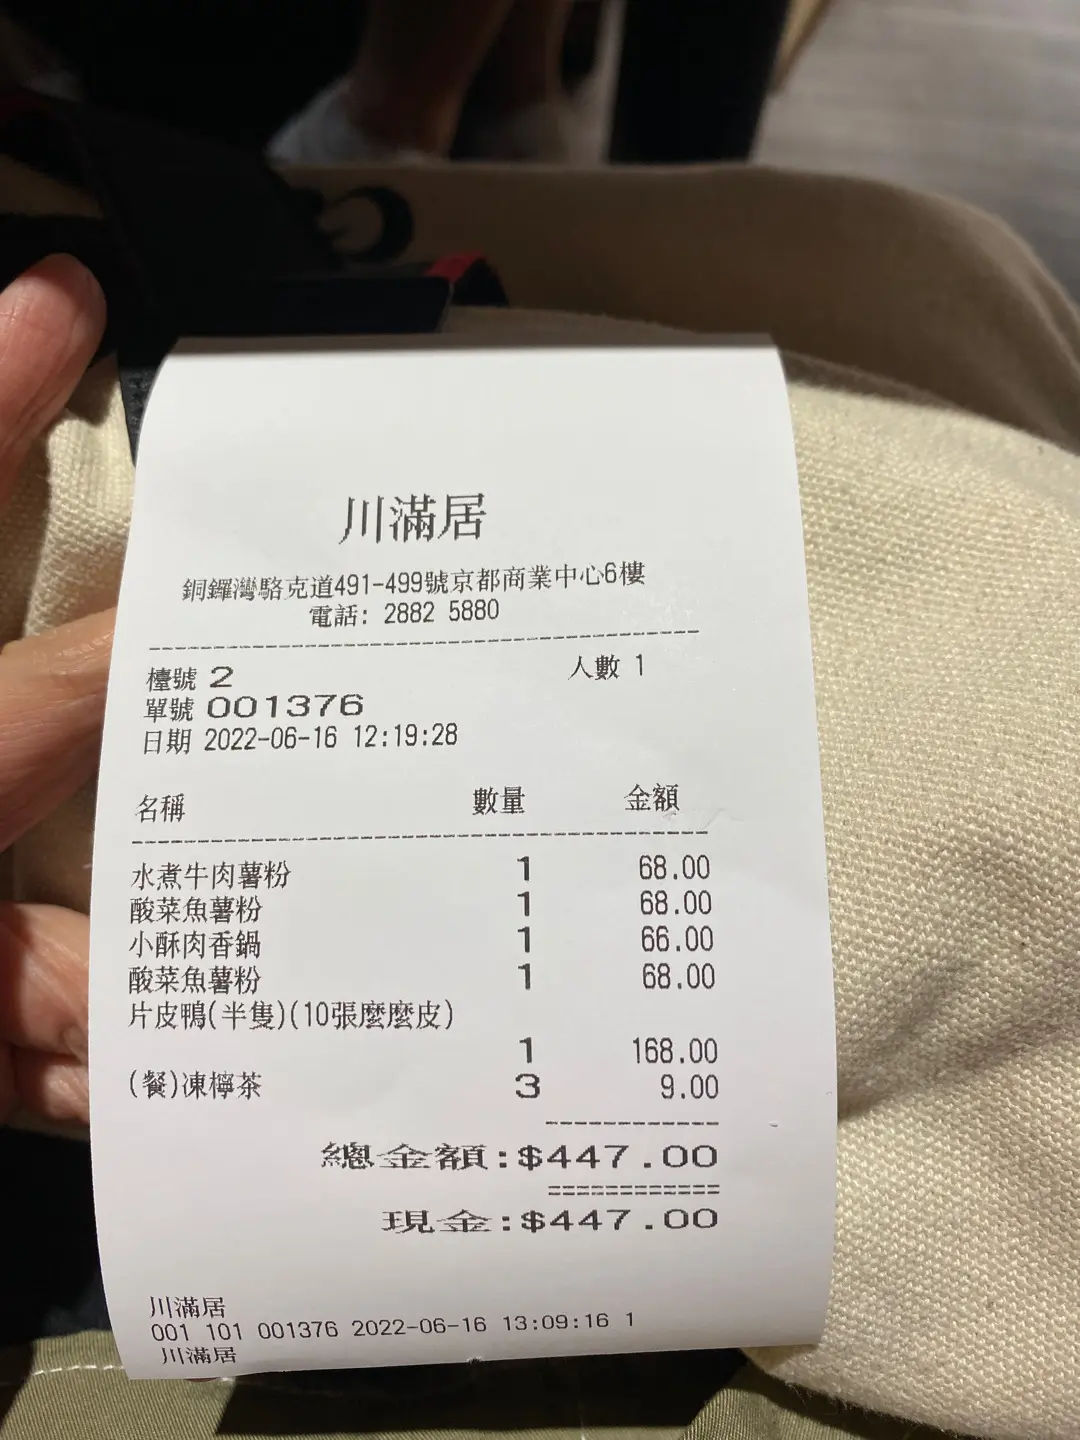 川滿居
銅鑼灣駱克道491-499號京都商業中心6樓
電話: 2882 5880
檯號 2 人數 1
單號 001376
日期 2022-06-16 12:19:28
名稱 數量 金額
水煮牛肉薯粉 1 68.00
酸菜魚薯粉 1 68.00
小酥肉香鍋 1 66.00
酸菜魚薯粉 1 68.00
片皮鴨(半隻)(10張麼麼皮)
1 168.00
(餐)凍檸茶 3 9.00
總金額:$447.00
現金:$447.00
川滿居
001 101 001376 2022-06-16 13:09:16 1
川滿居